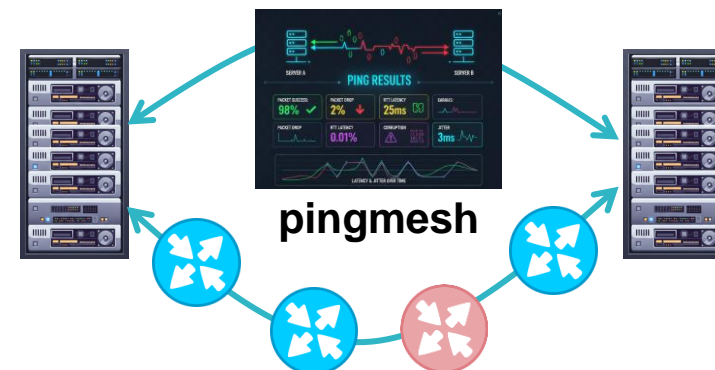 SERVER A
SERVER B
PING RESULTS
PACKET SUCCESS
98%
PACKET DROP
2%
RTT LATENCY
25ms
PACKET DROP
RTT LATENCY
0.01%
CORRUPTION
JITTER
3ms
LATENCY & JITTER OVER TIME
pingmesh